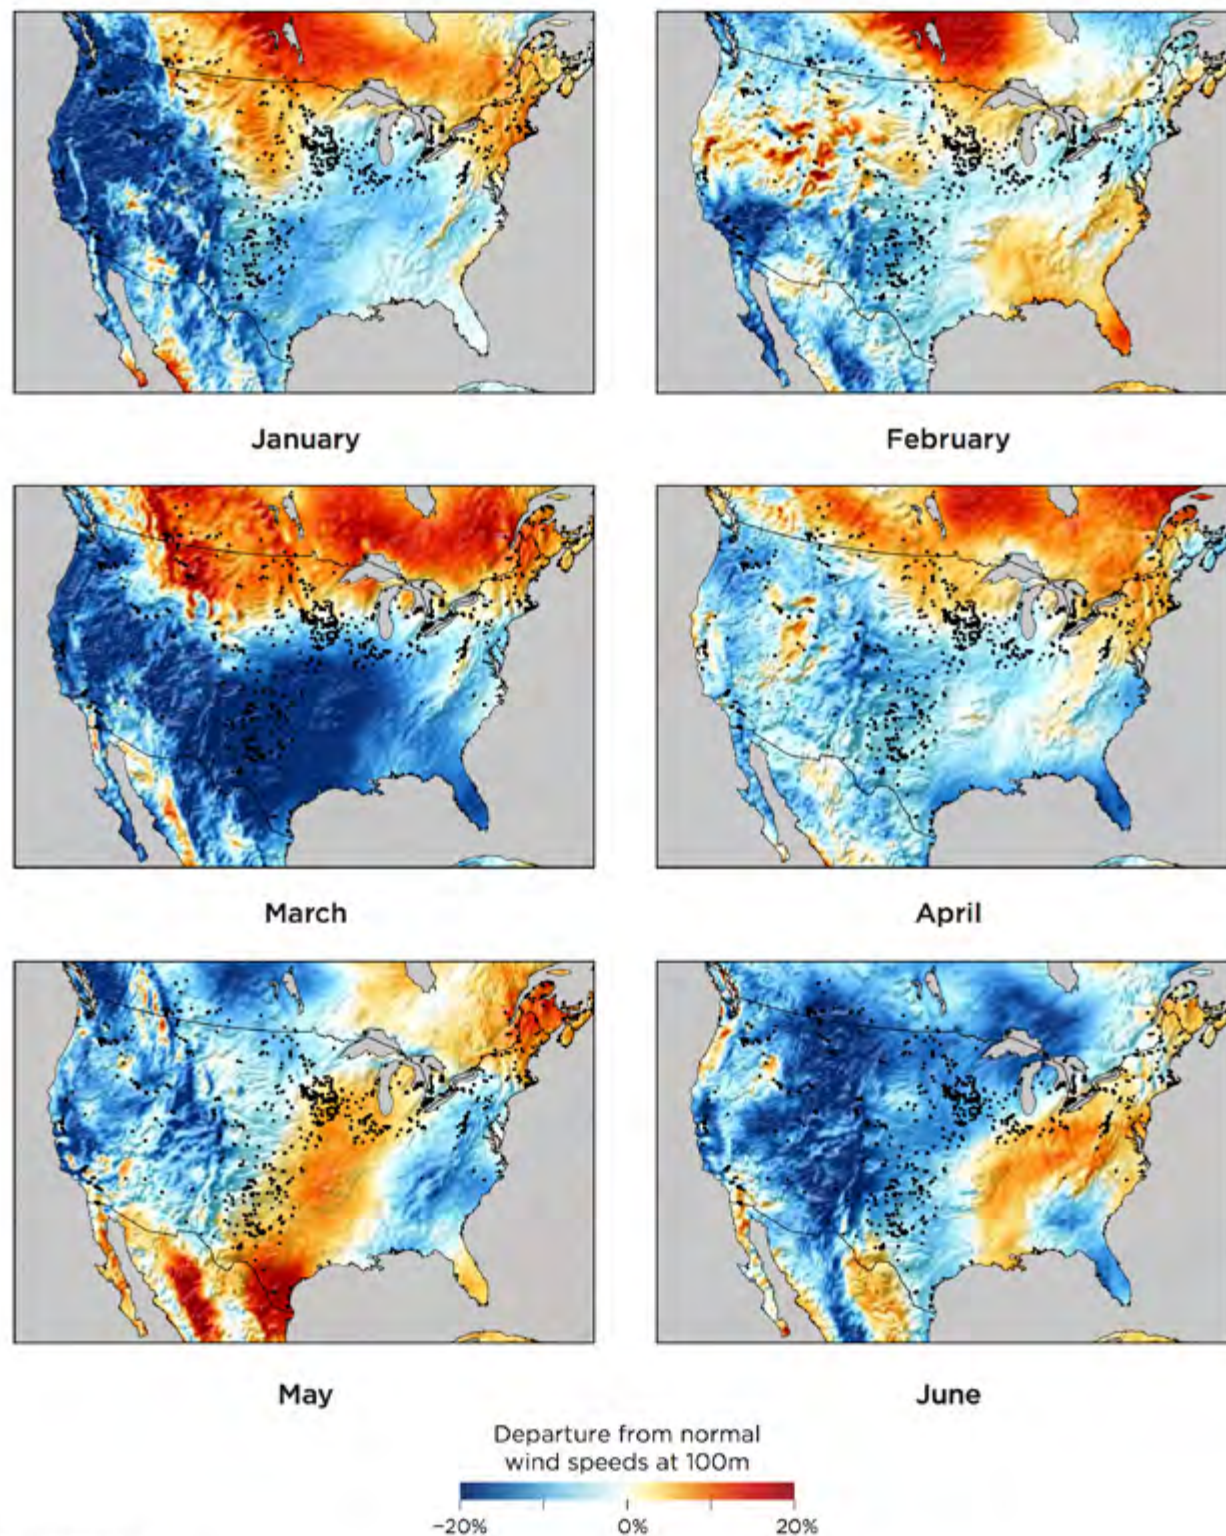 January
February
March
April
May
June
Departure from normal
wind speeds at 100m
−20%
0%
20%